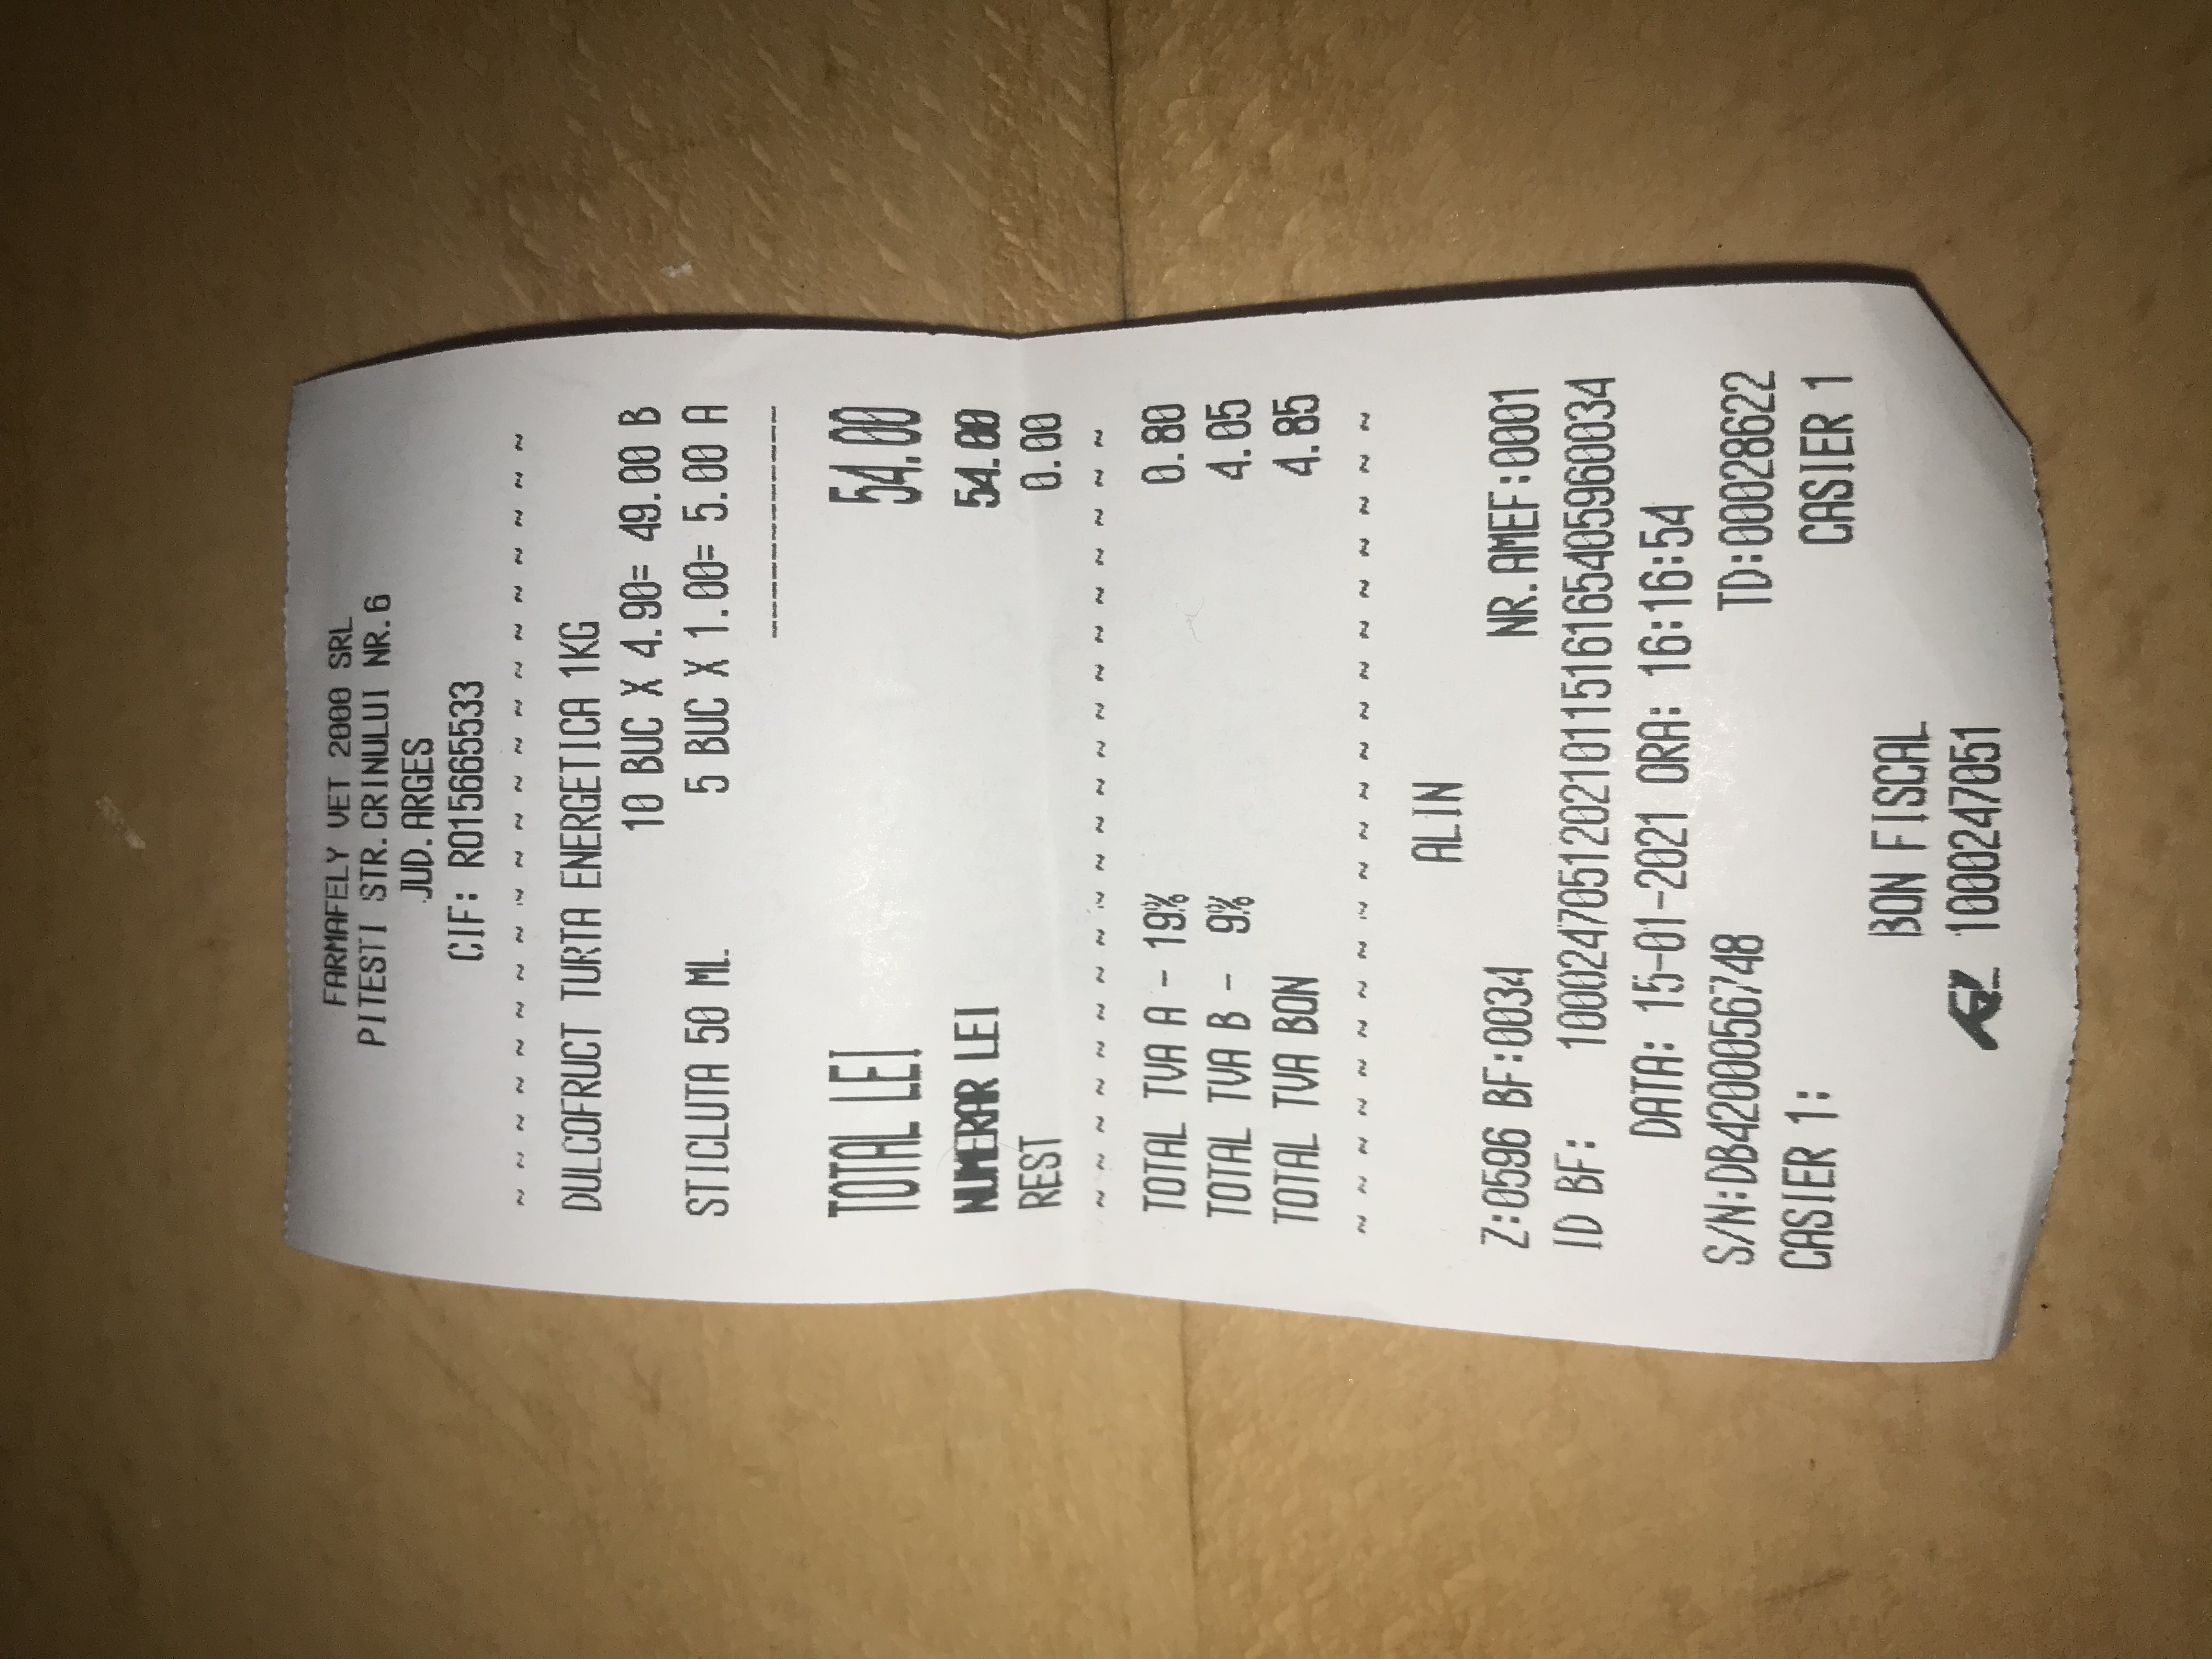 FARMAFELY VET 2000 SRL
PITESTI STR.CRINULUI NR.6
JUD.ARGES
CIF: RO15665533
~ ~ ~ ~ ~ ~ ~ ~ ~ ~ ~ ~ ~ ~ ~ ~ ~ ~ ~ ~
DULCOFRUCT TURTA ENERGETICA 1KG
10 BUC X 4.90= 49.00 B
STICLUTA 50 ML. 5 BUC X 1.00= 5.00 A
------------
TOTAL LEI 54.00
NUMERAR LEI 54.00
REST 0.00
~ ~ ~ ~ ~ ~ ~ ~ ~ ~ ~ ~ ~ ~ ~ ~ ~ ~ ~ ~
TOTAL TVA A - 19% 0.80
TOTAL TVA B - 9% 4.05
TOTAL TVA BON 4.85
~ ~ ~ ~ ~ ~ ~ ~ ~ ~ ~ ~ ~ ~ ~ ~ ~ ~ ~ ~
ALIN
Z:0596 BF:0034 NR.AMEF:0001
ID BF: 1000247051202101151616540596003​4
DATA: 15-01-2021 ORA: 16:16:54
S/N:DB4200056748 TD:00028622
CASIER 1: CASIER 1
BON FISCAL
1000247051